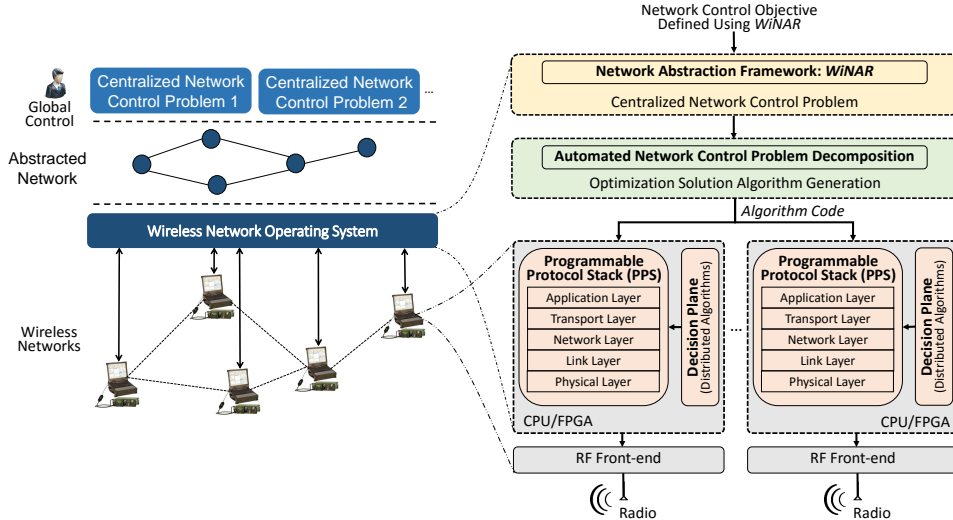 Global
Control
Centralized Network
Control Problem 1
Centralized Network
Control Problem 2
...
Abstracted
Network
Wireless Network Operating System
Wireless
Networks
Network Control Objective
Defined Using WiNAR
Network Abstraction Framework: WiNAR
Centralized Network Control Problem
Automated Network Control Problem Decomposition
Optimization Solution Algorithm Generation
Algorithm Code
Programmable
Protocol Stack (PPS)
Application Layer
Transport Layer
Network Layer
Link Layer
Physical Layer
Decision Plane
(Distributed Algorithms)
CPU/FPGA
...
Programmable
Protocol Stack (PPS)
Application Layer
Transport Layer
Network Layer
Link Layer
Physical Layer
Decision Plane
(Distributed Algorithms)
CPU/FPGA
RF Front-end
RF Front-end
Radio
Radio